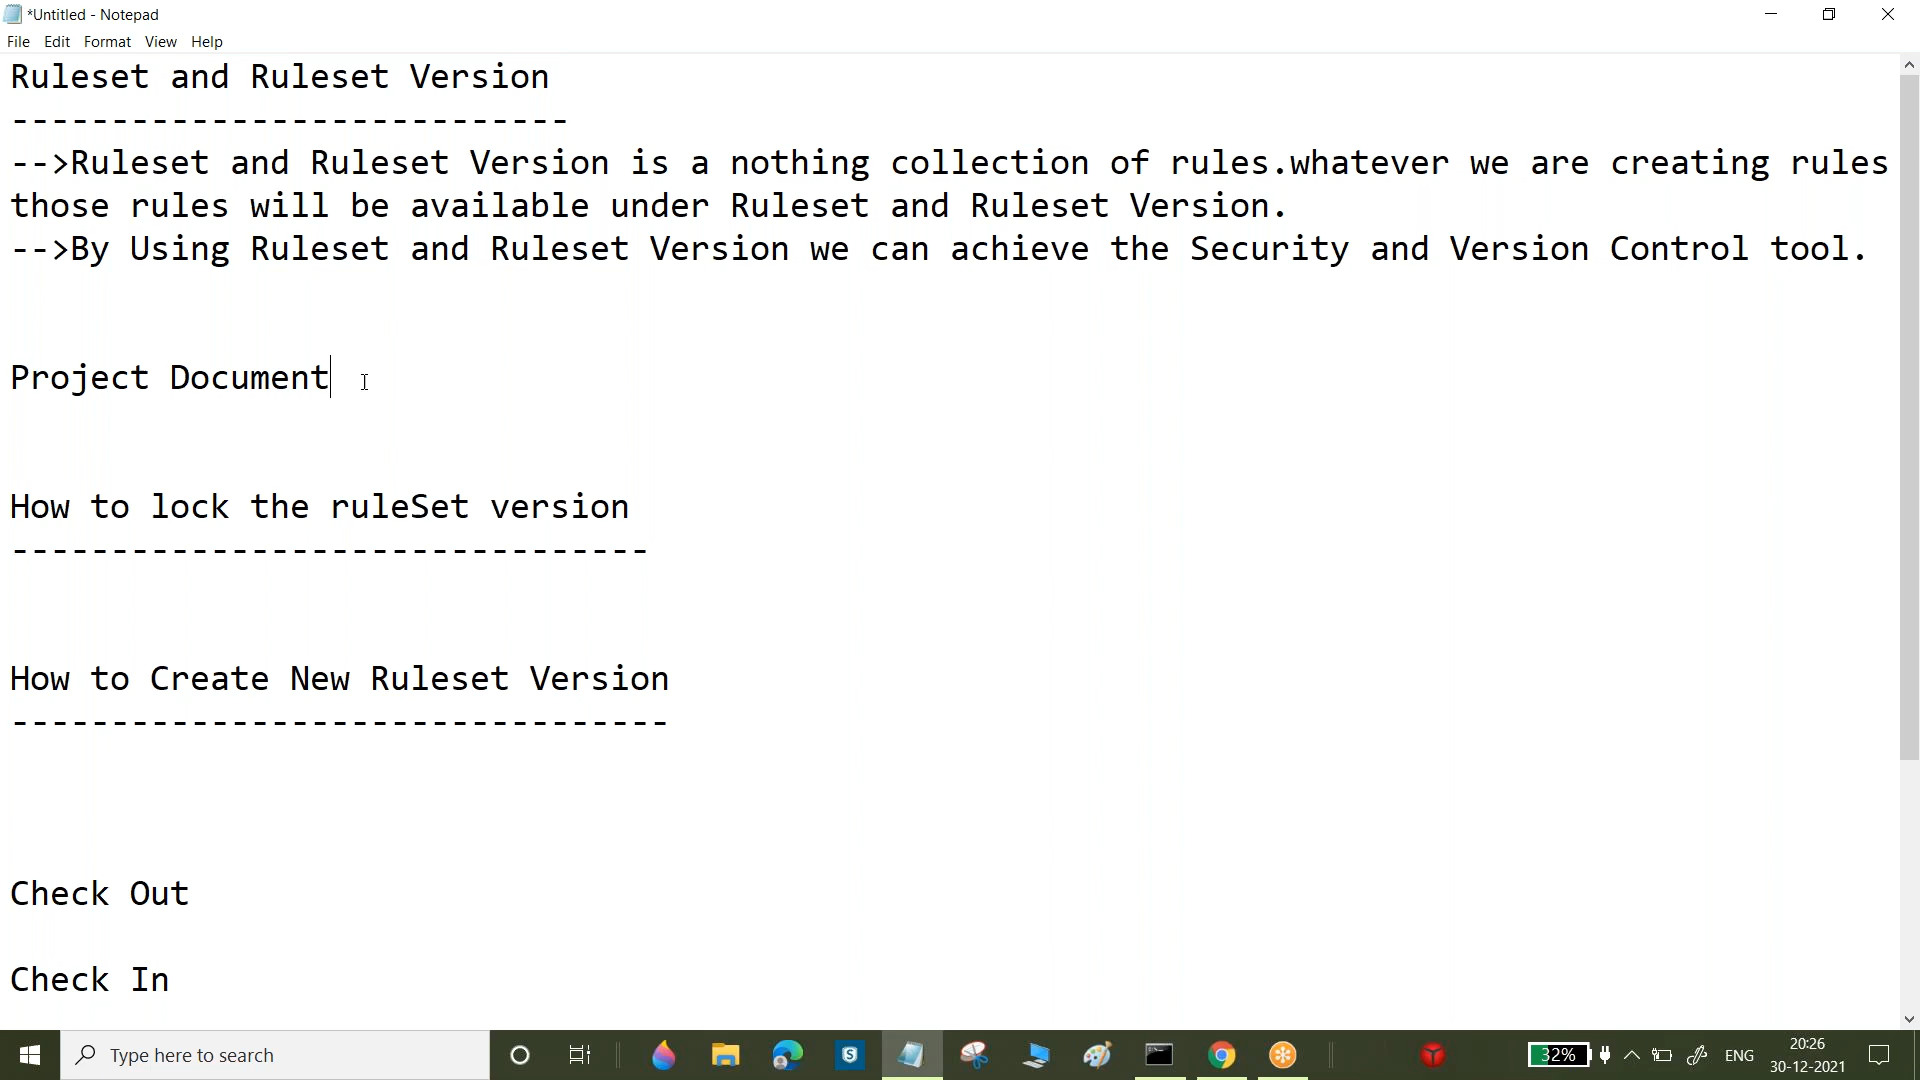 *Untitled - Notepad
File Edit Format View Help
Ruleset and Ruleset Version
----------------------------
-->Ruleset and Ruleset Version is a nothing collection of rules.whatever we are creating rules
those rules will be available under Ruleset and Ruleset Version.
-->By Using Ruleset and Ruleset Version we can achieve the Security and Version Control tool.
Project Document
How to lock the ruleSet version
--------------------------------
How to Create New Ruleset Version
---------------------------------
Check Out
Check In
Type here to search
32%
ENG
20:26
30-12-2021